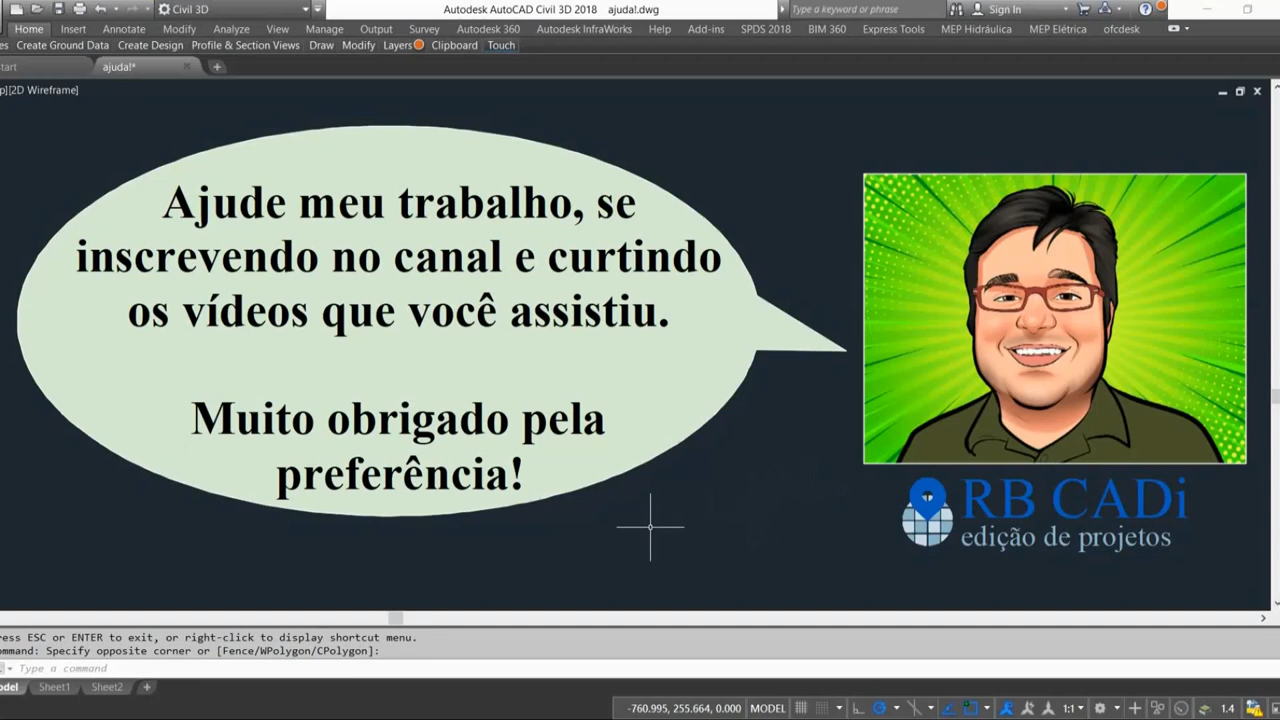 Civil 3D
Autodesk AutoCAD Civil 3D 2018 ajuda!.dwg
Type a keyword or phrase
Sign In
Home Insert Annotate Modify Analyze View Manage Output Survey Autodesk 360 Autodesk InfraWorks Help Add-ins SPDS 2018 BIM 360 Express Tools MEP Hidráulica MEP Elétrica ofcdesk
Create Ground Data Create Design Profile & Section Views Draw Modify Layers Clipboard Touch
tart ajuda!*
p][2D Wireframe]
Ajude meu trabalho, se
inscrevendo no canal e curtindo
os vídeos que você assistiu.
Muito obrigado pela
preferência!
RB CADi
edição de projetos
ress ESC or ENTER to exit, or right-click to display shortcut menu.
ommand: Specify opposite corner or [Fence/WPolygon/CPolygon]:
Type a command
odel Sheet1 Sheet2
-760.995, 255.664, 0.000 MODEL 1:1 1.4